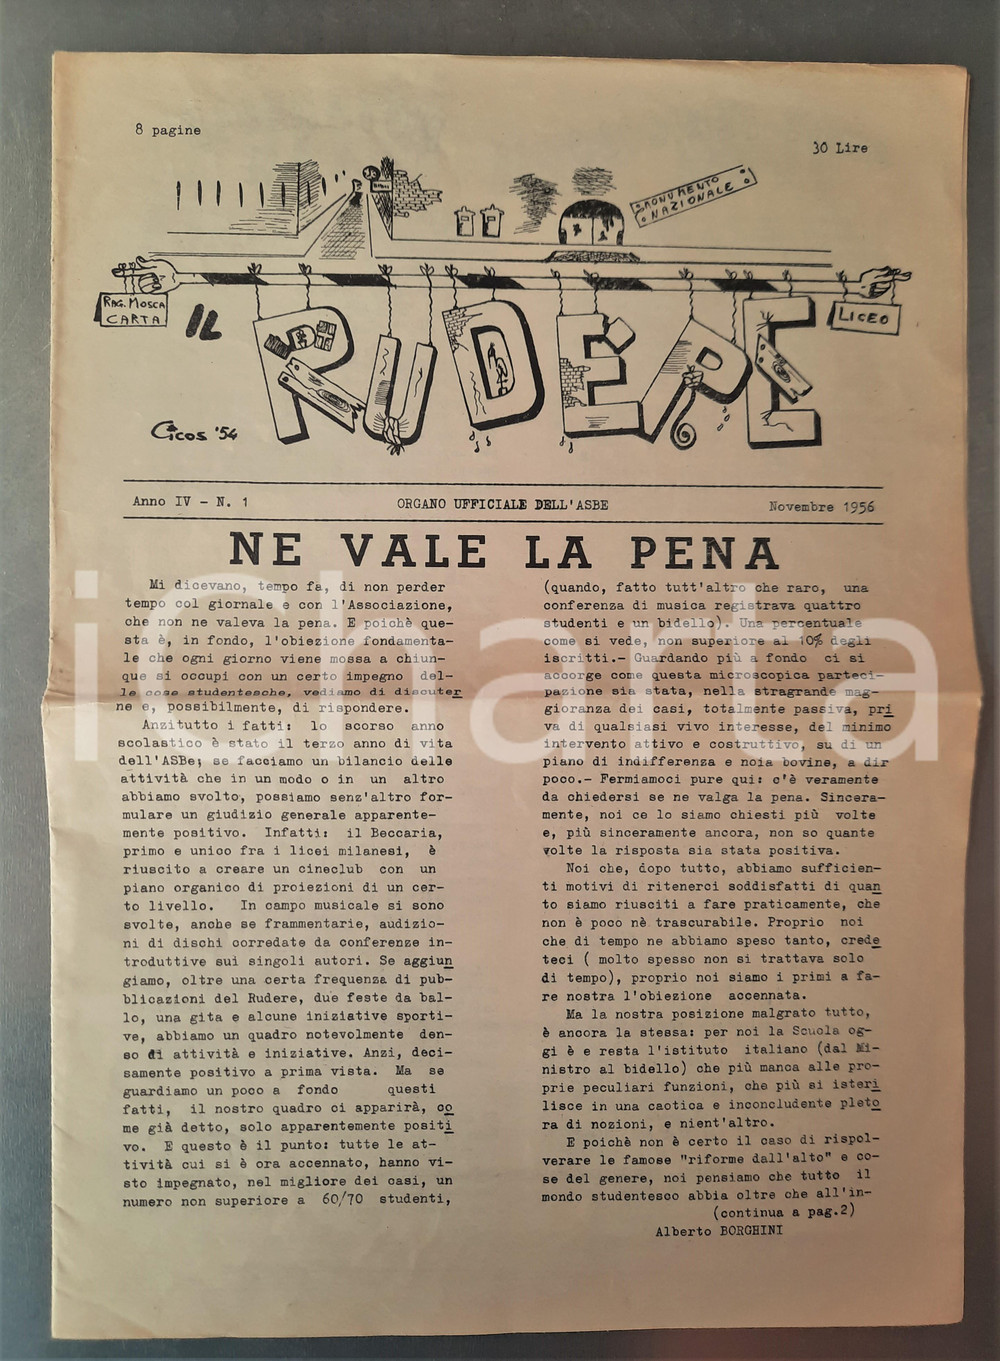 8 pagine
30 Lire
MONUMENTO
NAZIONALE
RAG. MOSCA
CARTA
LICEO
IL
RUDERE
Cicos '54
Anno IV - N. 1
ORGANO UFFICIALE DELL'ASBE
Novembre 1956
NE VALE LA PENA
Mi dicevano, tempo fa, di non perder
tempo col giornale e con l'Associazione,
che non ne valeva la pena. E poichè que-
sta è, in fondo, l'obiezione fondamenta-
le che ogni giorno viene mossa a chiun-
que si occupi con un certo impegno del-
le cose studentesche, vediamo di discuter
ne e, possibilmente, di rispondere.
Anzitutto i fatti: lo scorso anno
scolastico è stato il terzo anno di vita
dell'ASBe; se facciamo un bilancio delle
attività che in un modo o in un altro
abbiamo svolto, possiamo senz'altro for-
mulare un giudizio generale apparente-
mente positivo. Infatti: il Beccaria,
primo e unico fra i licei milanesi, è
riuscito a creare un cineclub con un
piano organico di proiezioni di un cer-
to livello. In campo musicale si sono
svolte, anche se frammentarie, audizio-
ni di dischi corredate da conferenze in-
troduttive sui singoli autori. Se aggiun
giamo, oltre una certa frequenza di pub-
blicazioni del Rudere, due feste da bal-
lo, una gita e alcune iniziative sporti-
ve, abbiamo un quadro notevolmente den-
so di attività e iniziative. Anzi, deci-
samente positivo a prima vista. Ma se
guardiamo un poco a fondo questi
fatti, il nostro quadro ci apparirà, co
me già detto, solo apparentemente positi
vo. E questo è il punto: tutte le at-
tività cui si è ora accennato, hanno vi-
sto impegnato, nel migliore dei casi, un
numero non superiore a 60/70 studenti,
(quando, fatto tutt'altro che raro, una
conferenza di musica registrava quattro
studenti e un bidello). Una percentuale
come si vede, non superiore al 10% degli
iscritti.- Guardando più a fondo ci si
accorge come questa microscopica parteci-
pazione sia stata, nella stragrande mag-
gioranza dei casi, totalmente passiva, pri
va di qualsiasi vivo interesse, del minimo
intervento attivo e costruttivo, su di un
piano di indifferenza e noia bovine, a dir
poco.- Fermiamoci pure qui: c'è veramente
da chiedersi se ne valga la pena. Sincera-
mente, noi ce lo siamo chiesti più volte
e, più sinceramente ancora, non so quante
volte la risposta sia stata positiva.
Noi che, dopo tutto, abbiamo sufficien-
ti motivi di ritenerci soddisfatti di quan
to siamo riusciti a fare praticamente, che
non è poco nè trascurabile. Proprio noi
che di tempo ne abbiamo speso tanto, crede
teci ( molto spesso non si trattava solo
di tempo), proprio noi siamo i primi a fa-
re nostra l'obiezione accennata.
Ma la nostra posizione malgrato tutto,
è ancora la stessa: per noi la Scuola og-
gi è e resta l'istituto italiano (dal Mi-
nistro al bidello) che più manca alle pro-
prie peculiari funzioni, che più si isteri
lisce in una caotica e inconcludente pleto
ra di nozioni, e nient'altro.
E poichè non è certo il caso di rispol-
verare le famose "riforme dall'alto" e co-
se del genere, noi pensiamo che tutto il
mondo studentesco abbia oltre che all'in-
(continua a pag.2)
Alberto BORGHINI
iCharta